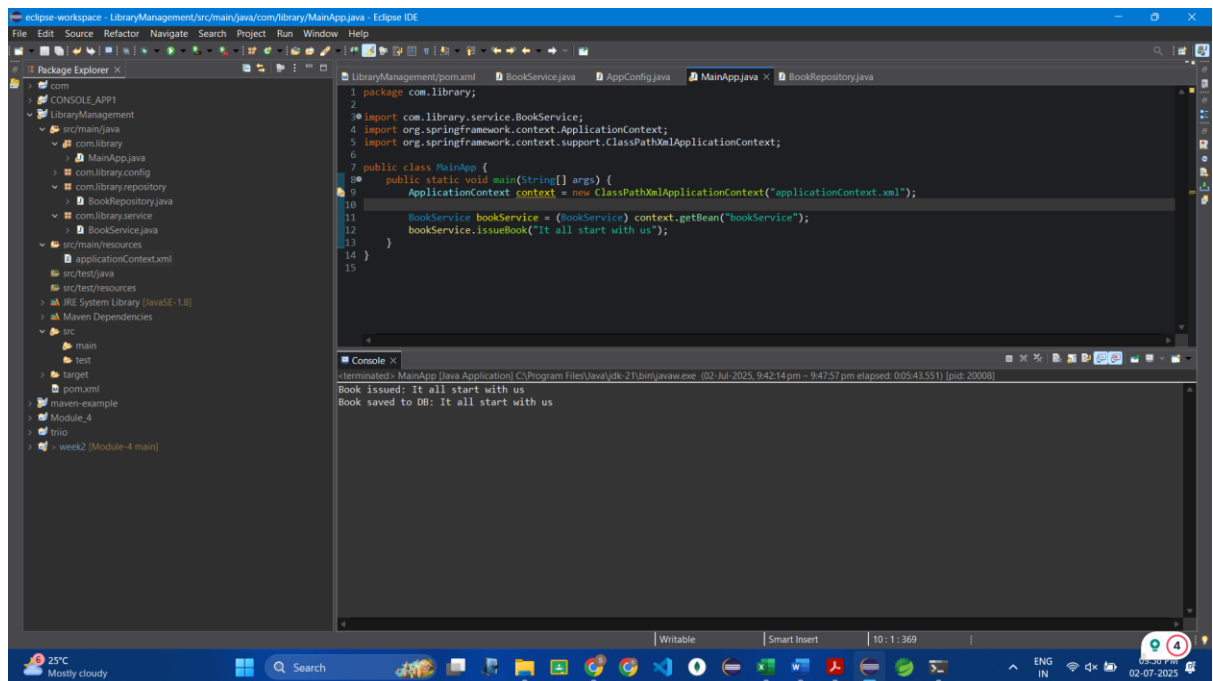 eclipse-workspace - LibraryManagement/src/main/java/com/library/MainApp.java - Eclipse IDE
File Edit Source Refactor Navigate Search Project Run Window Help
Package Explorer
com
CONSOLE_APP1
LibraryManagement
src/main/java
com.library
MainApp.java
com.library.config
com.library.repository
BookRepository.java
com.library.service
BookService.java
src/main/resources
applicationContext.xml
src/test/java
src/test/resources
JRE System Library [JavaSE-1.8]
Maven Dependencies
src
main
test
target
pom.xml
maven-example
Module_4
triio
> week2 [Module-4 main]
LibraryManagement/pom.xml BookService.java AppConfig.java MainApp.java BookRepository.java
1 package com.library;
2
3 import com.library.service.BookService;
4 import org.springframework.context.ApplicationContext;
5 import org.springframework.context.support.ClassPathXmlApplicationContext;
6
7 public class MainApp {
8 public static void main(String[] args) {
9 ApplicationContext context = new ClassPathXmlApplicationContext("applicationContext.xml");
10
11 BookService bookService = (BookService) context.getBean("bookService");
12 bookService.issueBook("It all start with us");
13 }
14 }
15
Console
<terminated> MainApp [Java Application] C:\Program Files\Java\jdk-21\bin\javaw.exe (02-Jul-2025, 9:42:14 pm – 9:47:57 pm elapsed: 0:05:43.551) [pid: 20008]
Book issued: It all start with us
Book saved to DB: It all start with us
Writable Smart Insert 10 : 1 : 369
4
6
25°C
Mostly cloudy
Search
ENG
IN
02-07-2025